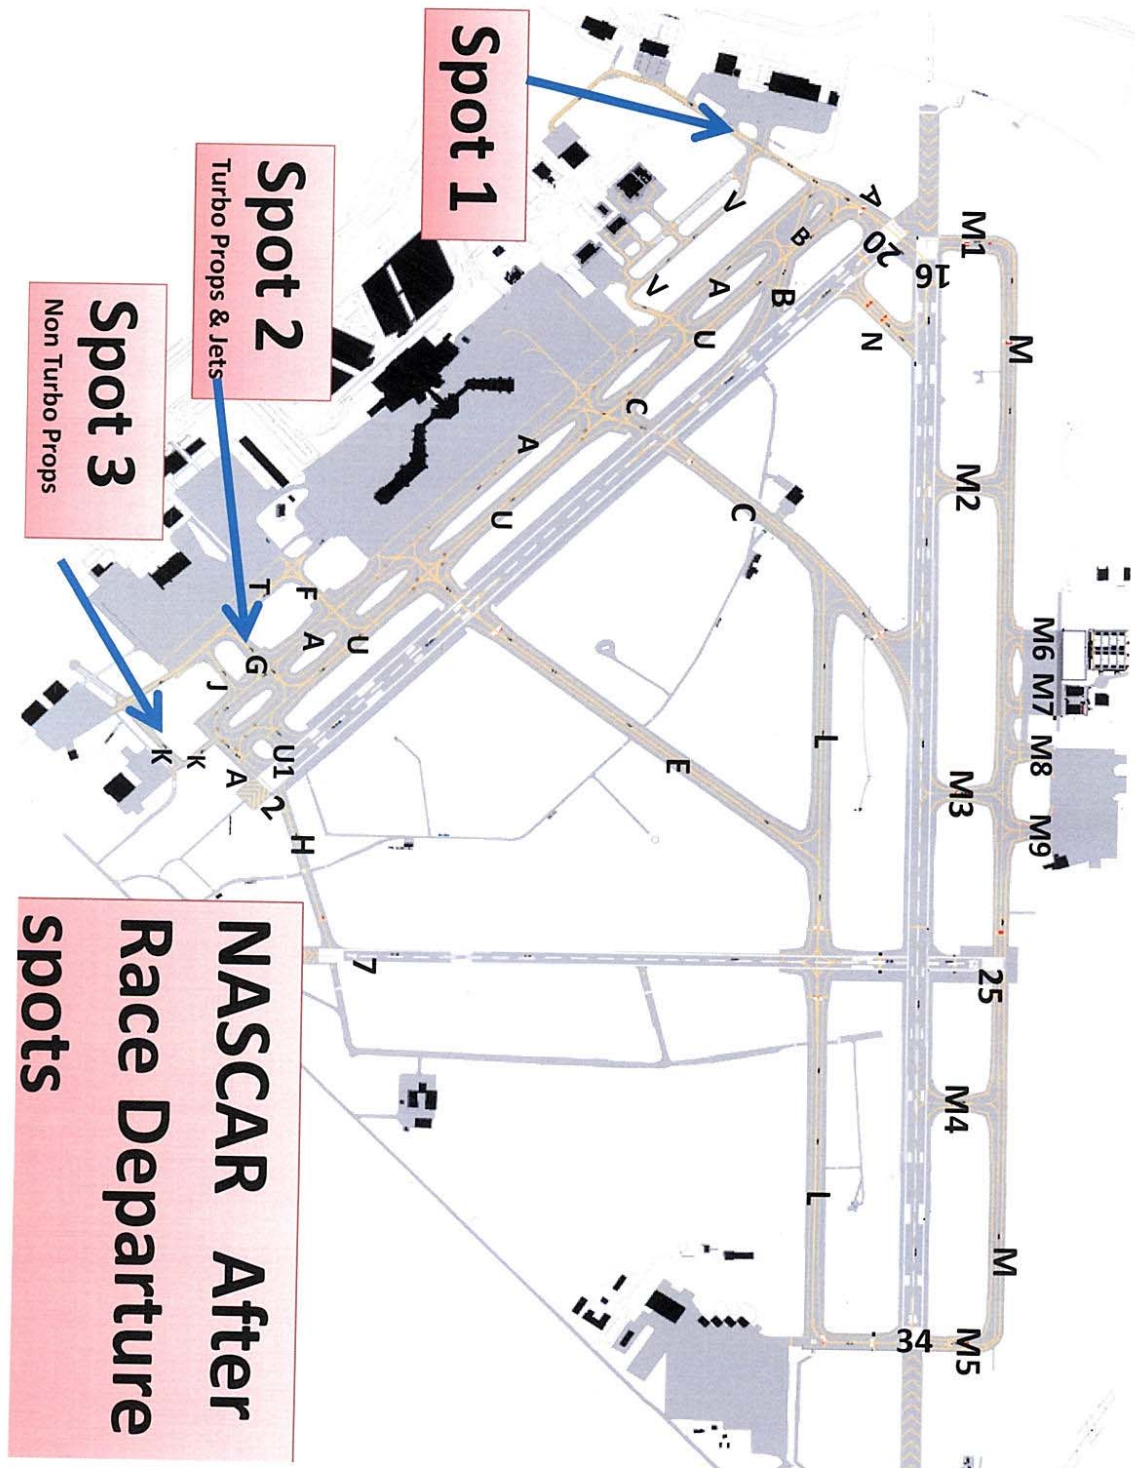 Spot 1
Spot 2
Turbo Props & Jets
Spot 3
Non Turbo Props
NASCAR After
Race Departure
spots
A
20
16
M1
M
B
B
N
V
V
A
U
C
M2
A
U
C
M6
M7
M8
M9
M3
T
F
A
U
G
J
E
L
K
K
A
U1
2
H
7
25
M4
L
M
34
M5